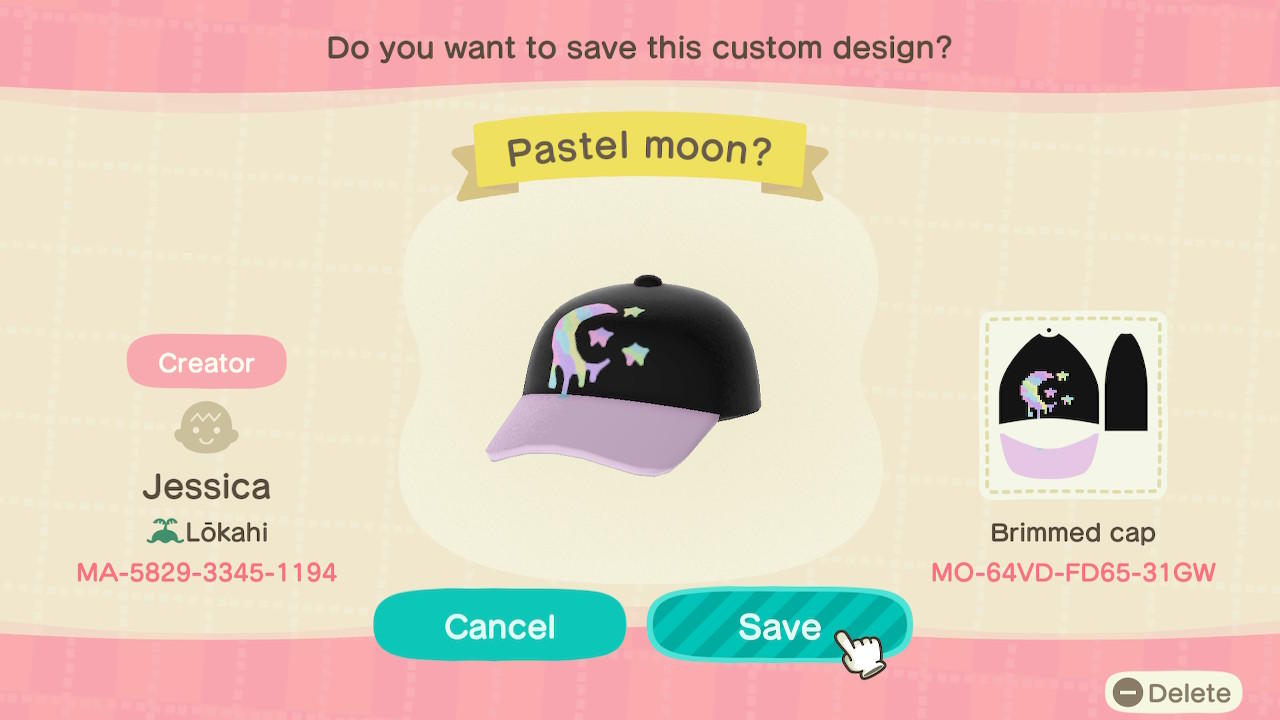 Do you want to save this custom design?
Pastel moon?
Creator
Jessica
Lōkahi
MA-5829-3345-1194
Brimmed cap
MO-64VD-FD65-31GW
Cancel
Save
Delete